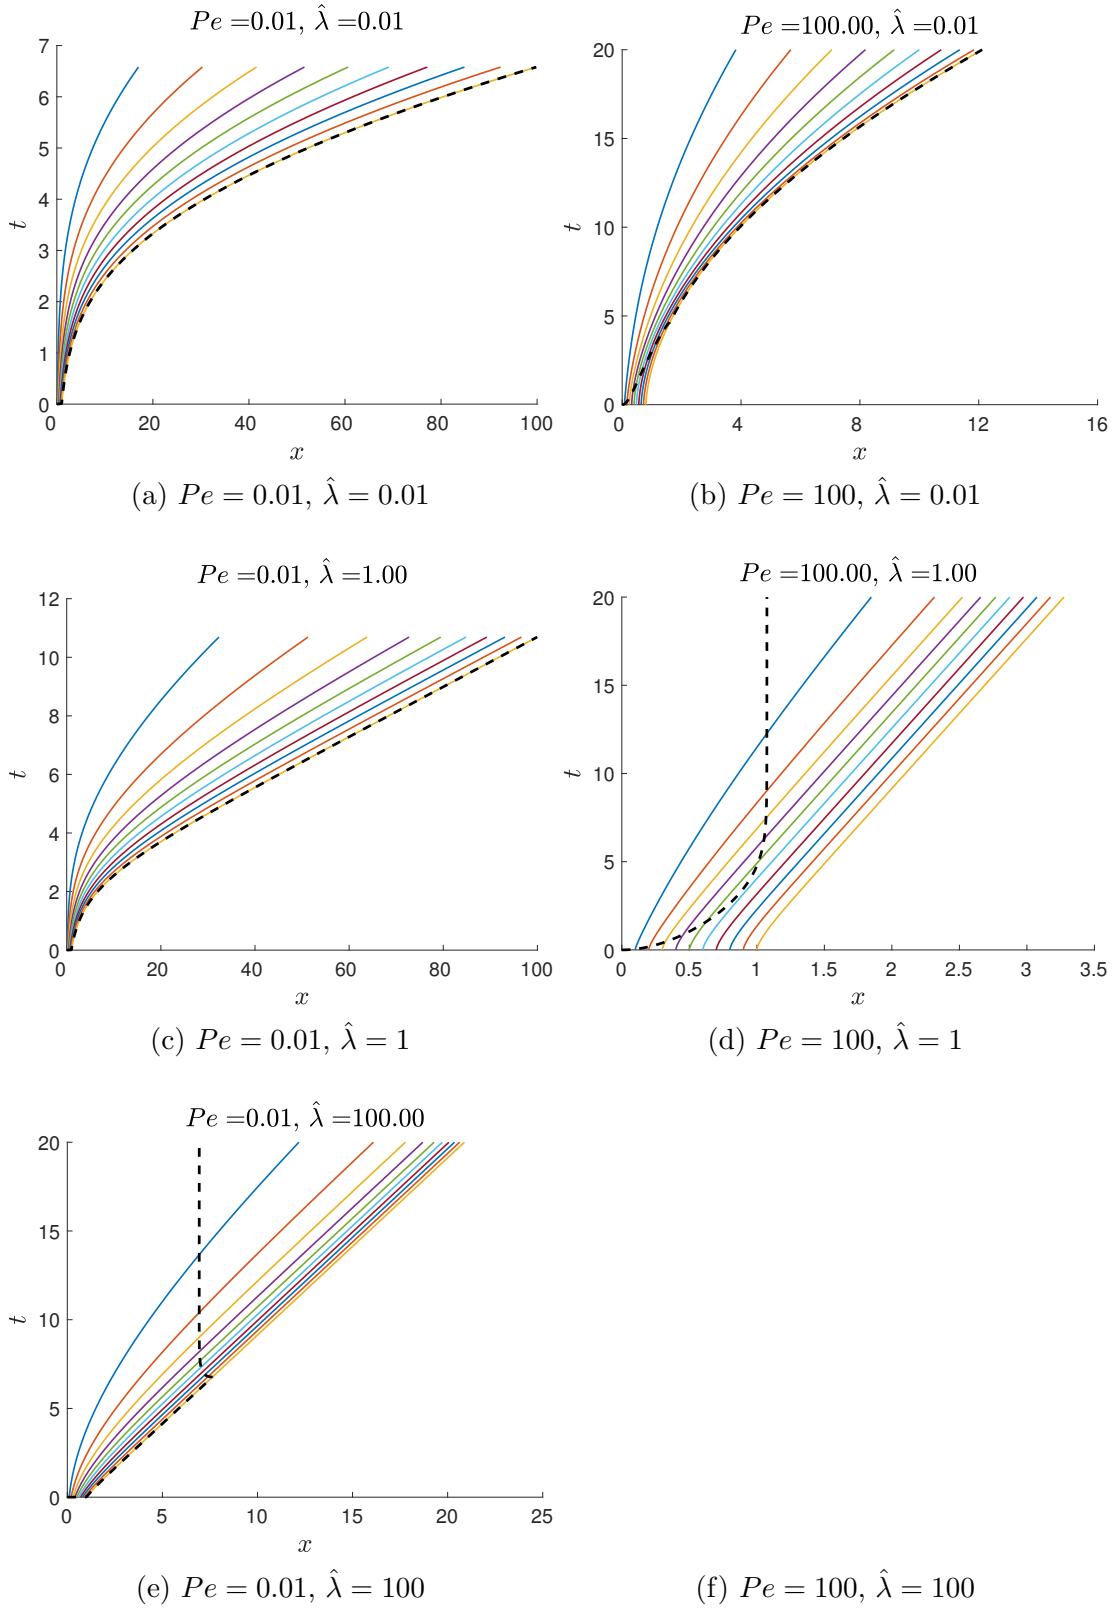 Pe =0.01, λ̂ =0.01
7
6
5
4
3
2
1
0
t
0 20 40 60 80 100
x
(a) Pe = 0.01, λ̂ = 0.01
Pe =100.00, λ̂ =0.01
20
15
10
5
0
t
0 4 8 12 16
x
(b) Pe = 100, λ̂ = 0.01
Pe =0.01, λ̂ =1.00
12
10
8
6
4
2
0
t
0 20 40 60 80 100
x
(c) Pe = 0.01, λ̂ = 1
Pe =100.00, λ̂ =1.00
20
15
10
5
0
t
0 0.5 1 1.5 2 2.5 3 3.5
x
(d) Pe = 100, λ̂ = 1
Pe =0.01, λ̂ =100.00
20
15
10
5
0
t
0 5 10 15 20 25
x
(e) Pe = 0.01, λ̂ = 100
(f) Pe = 100, λ̂ = 100